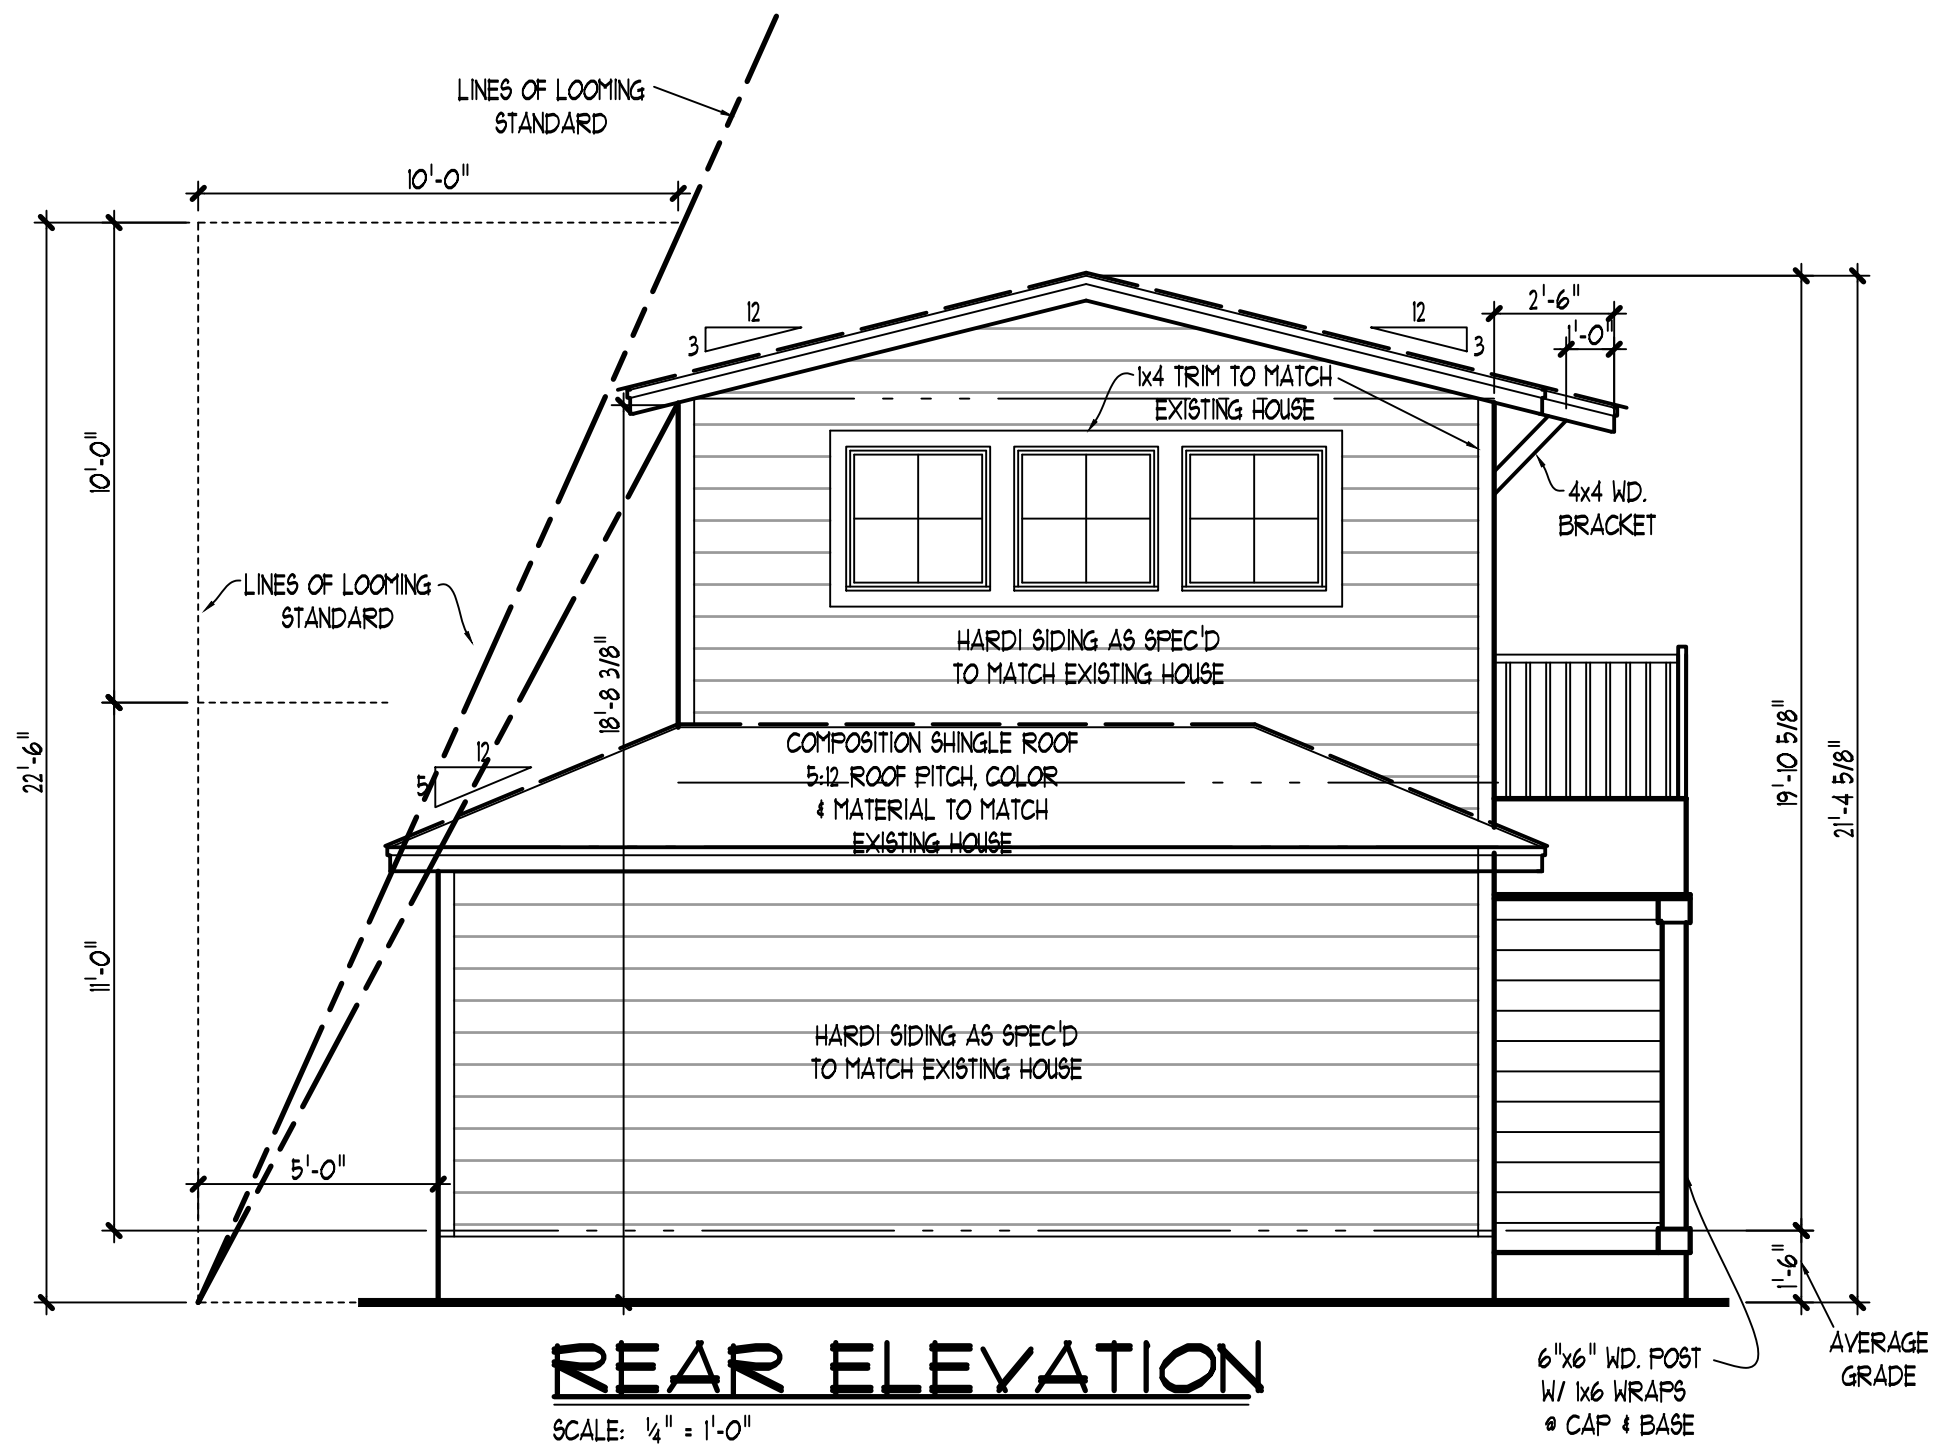 LINES OF LOOMING
STANDARD
10'-0"
12
3
12
3
2'-6"
1'-0"
1x4 TRIM TO MATCH
EXISTING HOUSE
4x4 WD.
BRACKET
10'-0"
LINES OF LOOMING
STANDARD
18'-8 3/8"
HARDI SIDING AS SPEC'D
TO MATCH EXISTING HOUSE
22'-6"
12
5
COMPOSITION SHINGLE ROOF
5:12 ROOF PITCH, COLOR
& MATERIAL TO MATCH
EXISTING HOUSE
19'-10 5/8"
21'-4 5/8"
11'-0"
HARDI SIDING AS SPEC'D
TO MATCH EXISTING HOUSE
5'-0"
1'-6"
AVERAGE
GRADE
6"x6" WD. POST
W/ 1x6 WRAPS
@ CAP & BASE
REAR ELEVATION
SCALE: ¼" = 1'-0"